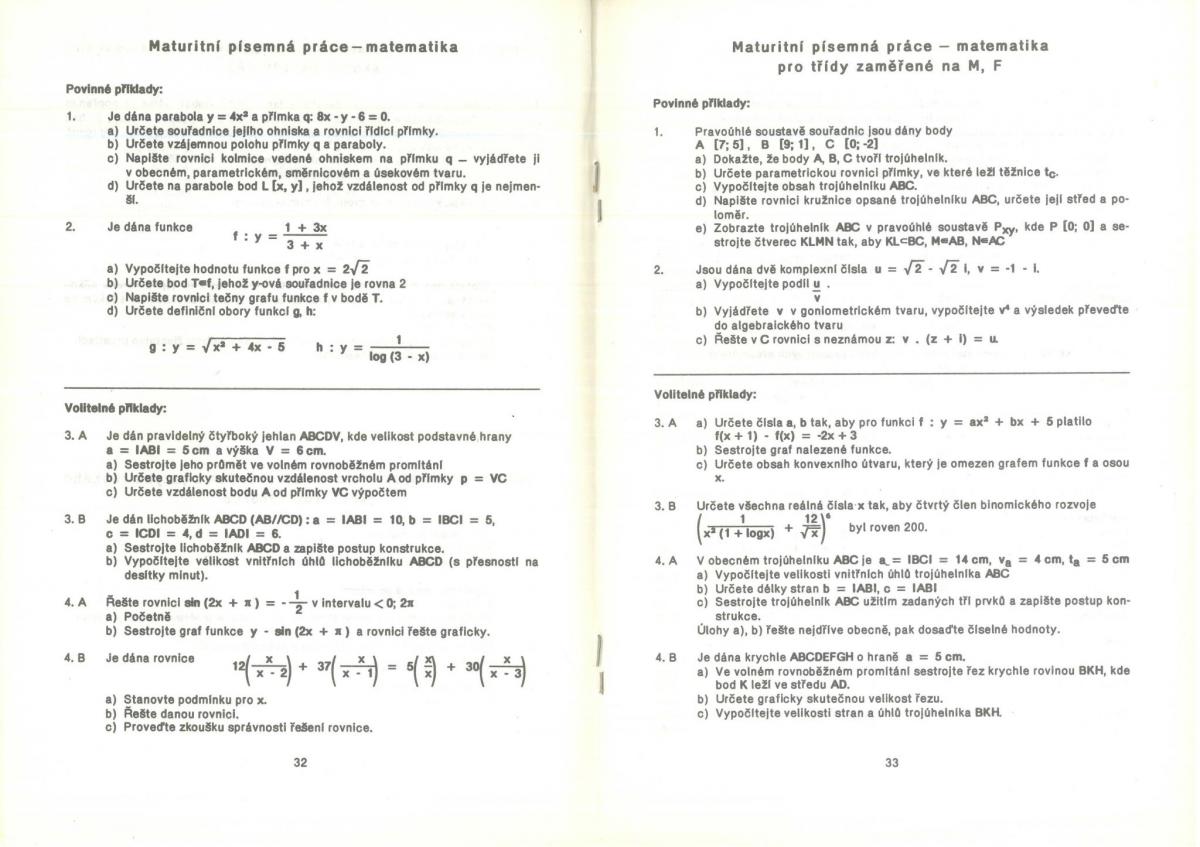 Maturitní písemná práce – matematika
Povinné příklady:
1. Je dána parabola y = 4x² a přímka q: 8x - y - 6 = 0.
a) Určete souřadnice jejího ohniska a rovnici řídící přímky.
b) Určete vzájemnou polohu přímky q a paraboly.
c) Napište rovnici kolmice vedené ohniskem na přímku q – vyjádřete ji
v obecném, parametrickém, směrnicovém a úsekovém tvaru.
d) Určete na parabole bod L [x, y], jehož vzdálenost od přímky q je nejmen-
ší.
2. Je dána funkce
f : y = (1 + 3x) / (3 + x)
a) Vypočítejte hodnotu funkce f pro x = 2√2
b) Určete bod T∈f, jehož y-ová souřadnice je rovna 2
c) Napište rovnici tečny grafu funkce f v bodě T.
d) Určete definiční obory funkcí g, h:
g : y = √x² + 4x - 5 h : y = 1 / log (3 - x)
Volitelné příklady:
3. A Je dán pravidelný čtyřboký jehlan ABCDV, kde velikost podstavné hrany
a = IABI = 5 cm a výška V = 6 cm.
a) Sestrojte jeho průmět ve volném rovnoběžném promítání
b) Určete graficky skutečnou vzdálenost vrcholu A od přímky p = VC
c) Určete vzdálenost bodu A od přímky VC výpočtem
3. B Je dán lichoběžník ABCD (AB//CD) : a = IABI = 10, b = IBCI = 5,
c = ICDI = 4, d = IADI = 6.
a) Sestrojte lichoběžník ABCD a zapište postup konstrukce.
b) Vypočítejte velikost vnitřních úhlů lichoběžníku ABCD (s přesností na
desítky minut).
4. A Řešte rovnici sin (2x + π ) = - 1/2 v intervalu < 0; 2π
a) Početně
b) Sestrojte graf funkce y - sin (2x + π ) a rovnici řešte graficky.
4. B Je dána rovnice 12(x / x - 2) + 37(x / x - 1) = 5(x / x) + 30(x / x - 3)
a) Stanovte podmínku pro x.
b) Řešte danou rovnici.
c) Proveďte zkoušku správnosti řešení rovnice.
32
Maturitní písemná práce – matematika
pro třídy zaměřené na M, F
Povinné příklady:
1. Pravoúhlé soustavě souřadnic jsou dány body
A [7; 5], B [9; 1], C [0; -2]
a) Dokažte, že body A, B, C tvoří trojúhelník.
b) Určete parametrickou rovnici přímky, ve které leží těžnice t_C.
c) Vypočítejte obsah trojúhelníku ABC.
d) Napište rovnici kružnice opsané trojúhelníku ABC, určete její střed a po-
loměr.
e) Zobrazte trojúhelník ABC v pravoúhlé soustavě P_xy, kde P [0; 0] a se-
strojte čtverec KLMN tak, aby KL⊂BC, M∈AB, N∈AC
2. Jsou dána dvě komplexní čísla u = √2 - √2 i, v = -1 - i.
a) Vypočítejte podíl u / v .
b) Vyjádřete v v goniometrickém tvaru, vypočítejte v⁴ a výsledek převeďte
do algebraického tvaru
c) Řešte v C rovnici s neznámou z: v . (z + i) = u.
Volitelné příklady:
3. A a) Určete čísla a, b tak, aby pro funkci f : y = ax² + bx + 5 platilo
f(x + 1) - f(x) = -2x + 3
b) Sestrojte graf nalezené funkce.
c) Určete obsah konvexního útvaru, který je omezen grafem funkce f a osou
x.
3. B Určete všechna reálná čísla x tak, aby čtvrtý člen binomického rozvoje
(1 / x³ (1 + logx) + 12 / √x)⁶ byl roven 200.
4. A V obecném trojúhelníku ABC je a = IBCI = 14 cm, v_a = 4 cm, t_a = 5 cm
a) Vypočítejte velikosti vnitřních úhlů trojúhelníka ABC
b) Určete délky stran b = IABI, c = IABI
c) Sestrojte trojúhelník ABC užitím zadaných tří prvků a zapište postup kon-
strukce.
Úlohy a), b) řešte nejdříve obecně, pak dosaďte číselné hodnoty.
4. B Je dána krychle ABCDEFGH o hraně a = 5 cm.
a) Ve volném rovnoběžném promítání sestrojte řez krychle rovinou BKH, kde
bod K leží ve středu AD.
b) Určete graficky skutečnou velikost řezu.
c) Vypočítejte velikosti stran a úhlů trojúhelníka BKH.
33